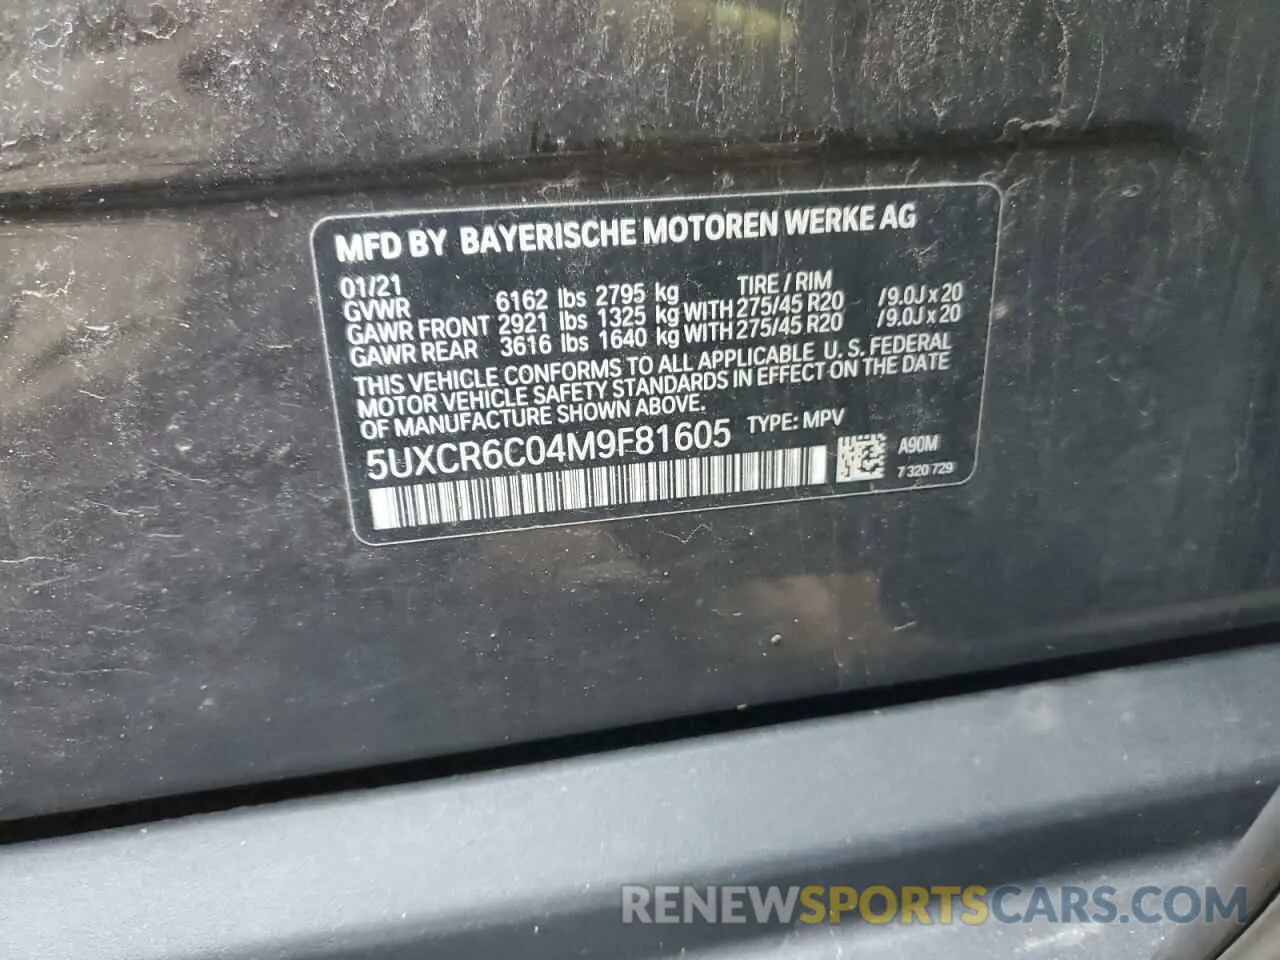 MFD BY BAYERISCHE MOTOREN WERKE AG
01/21 TIRE / RIM
GVWR 6162 lbs 2795 kg
GAWR FRONT 2921 lbs 1325 kg WITH 275/45 R20 /9.0J x 20
GAWR REAR 3616 lbs 1640 kg WITH 275/45 R20 /9.0J x 20
THIS VEHICLE CONFORMS TO ALL APPLICABLE U. S. FEDERAL
MOTOR VEHICLE SAFETY STANDARDS IN EFFECT ON THE DATE
OF MANUFACTURE SHOWN ABOVE.
5UXCR6C04M9F81605 TYPE: MPV
A90M
7 320 729
RENEWSPORTSCARS.COM